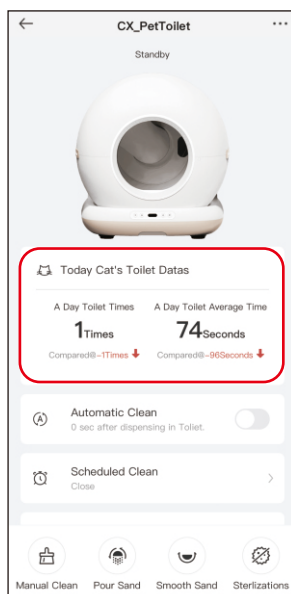 CX_PetToilet
Standby
Today Cat's Toilet Datas
A Day Toilet Times A Day Toilet Average Time
1Times 74Seconds
Compared@-1Times Compared@-96Seconds
Automatic Clean
0 sec after dispensing in Toliet.
Scheduled Clean
Close
Manual Clean Pour Sand Smooth Sand Sterlizations